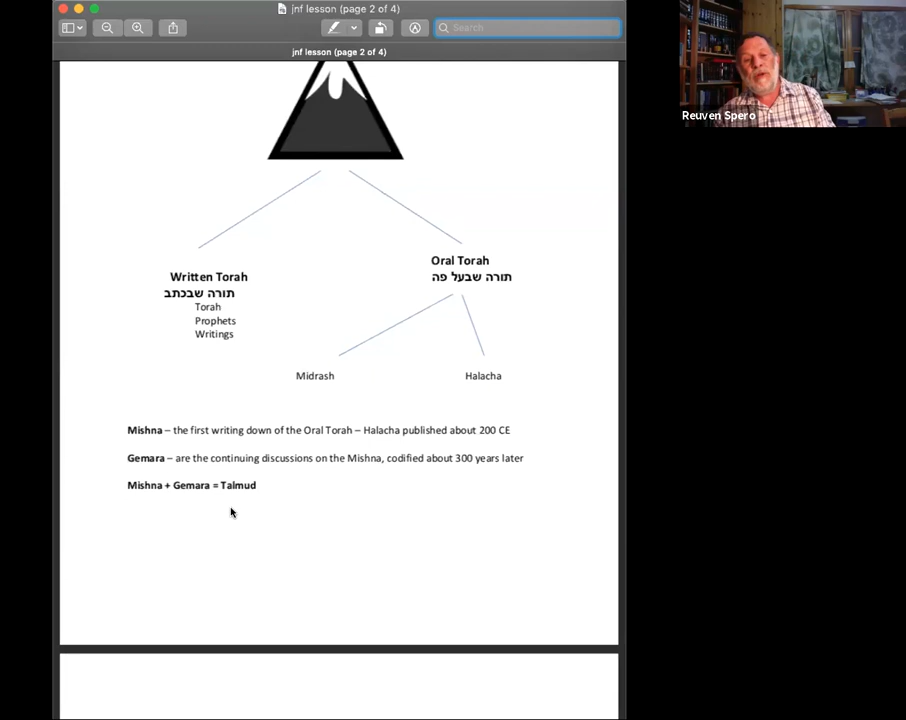 jnf lesson (page 2 of 4)
Search
jnf lesson (page 2 of 4)
Reuven Spero
Written Torah
תורה שבכתב
Torah
Prophets
Writings
Oral Torah
תורה שבעל פה
Midrash
Halacha
Mishna – the first writing down of the Oral Torah – Halacha published about 200 CE
Gemara – are the continuing discussions on the Mishna, codified about 300 years later
Mishna + Gemara = Talmud